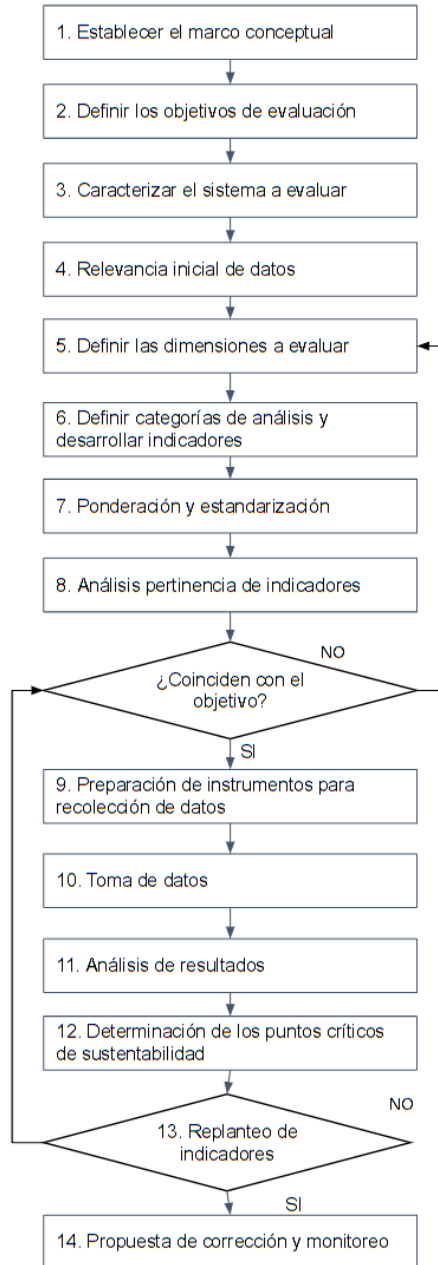 1. Establecer el marco conceptual
2. Definir los objetivos de evaluación
3. Caracterizar el sistema a evaluar
4. Relevancia inicial de datos
5. Definir las dimensiones a evaluar
6. Definir categorías de análisis y
desarrollar indicadores
7. Ponderación y estandarización
8. Análisis pertinencia de indicadores
NO
¿Coinciden con el
objetivo?
SI
9. Preparación de instrumentos para
recolección de datos
10. Toma de datos
11. Análisis de resultados
12. Determinación de los puntos críticos
de sustentabilidad
NO
13. Replanteo de
indicadores
SI
14. Propuesta de corrección y monitoreo